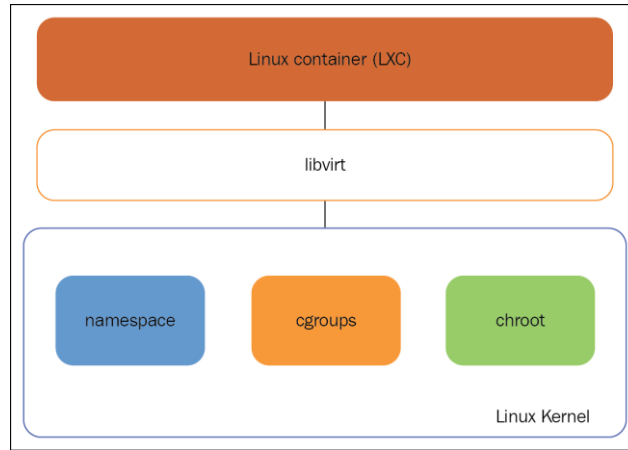 Linux container (LXC)
libvirt
namespace
cgroups
chroot
Linux Kernel